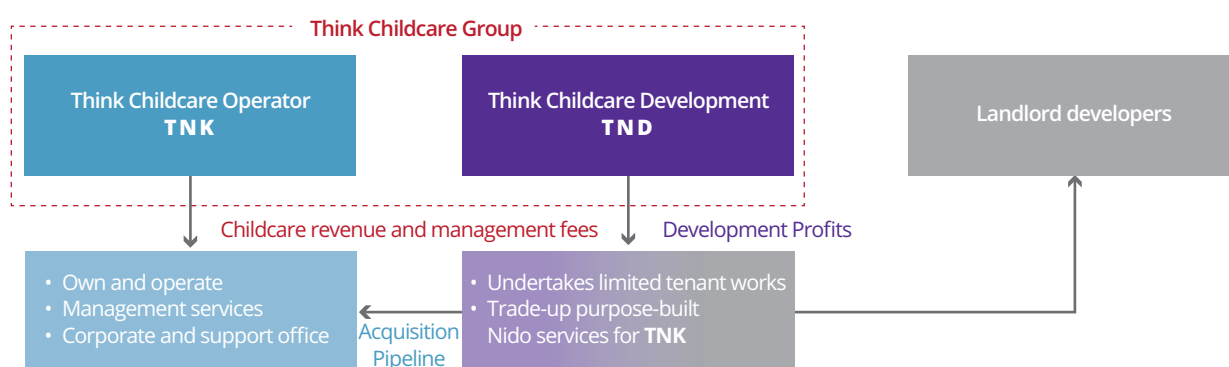 Think Childcare Group
Think Childcare Operator
TNK
Think Childcare Development
TND
Landlord developers
Childcare revenue and management fees
Development Profits
• Own and operate
• Management services
• Corporate and support office
Acquisition
Pipeline
• Undertakes limited tenant works
• Trade-up purpose-built
Nido services for TNK